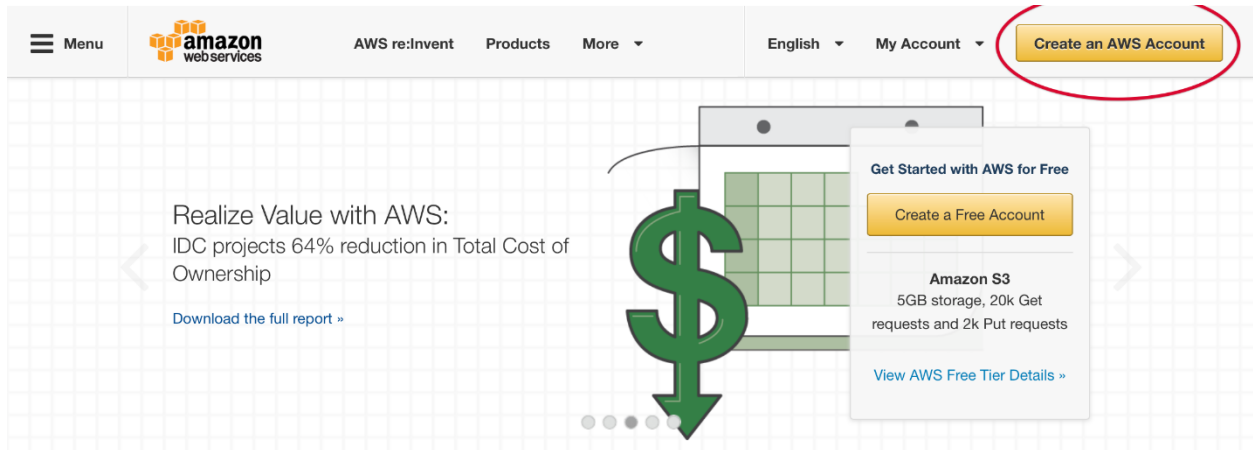 Menu
amazon
webservices
AWS re:Invent
Products
More
English
My Account
Create an AWS Account
Realize Value with AWS:
IDC projects 64% reduction in Total Cost of
Ownership
Download the full report »
$
Get Started with AWS for Free
Create a Free Account
Amazon S3
5GB storage, 20k Get
requests and 2k Put requests
View AWS Free Tier Details »